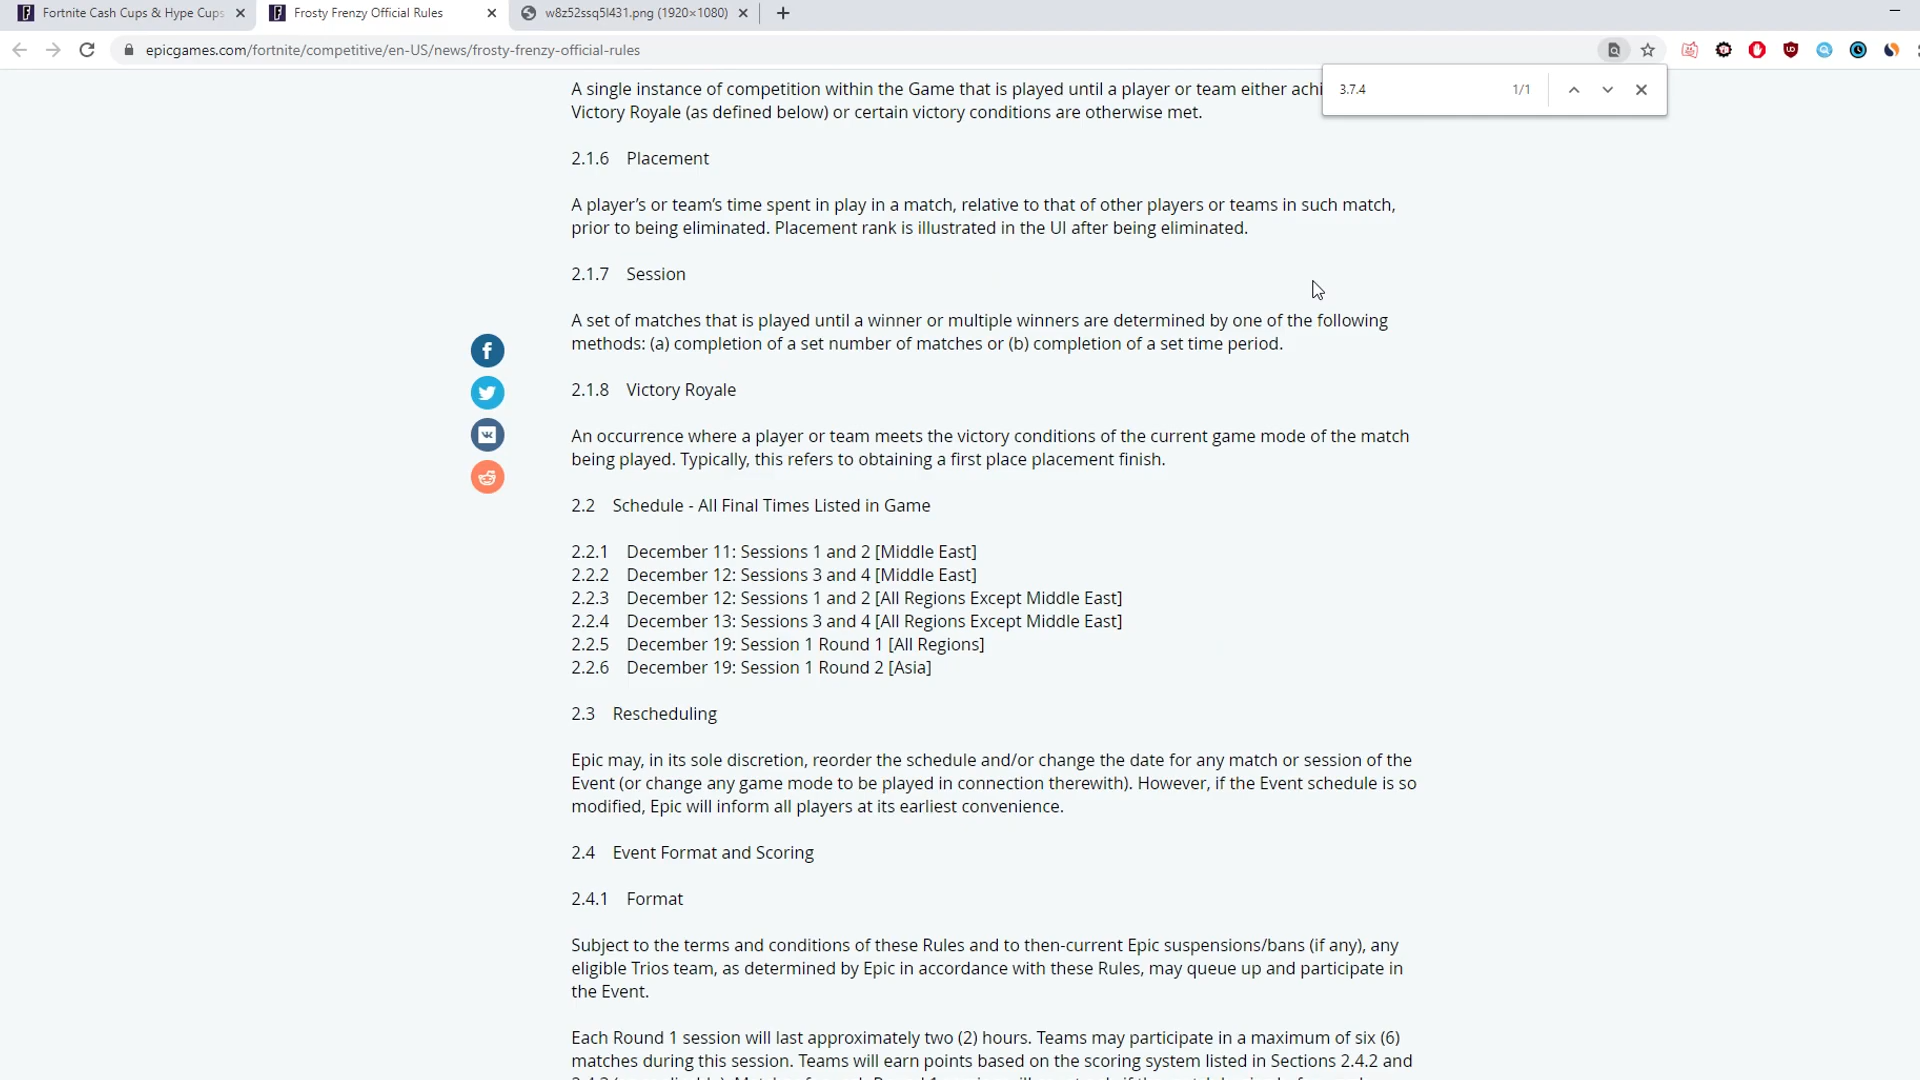 Fortnite Cash Cups & Hype Cups
Frosty Frenzy Official Rules
w8z52ssq5l431.png (1920×1080)
epicgames.com/fortnite/competitive/en-US/news/frosty-frenzy-official-rules
3.7.4 1/1
A single instance of competition within the Game that is played until a player or team either achi
Victory Royale (as defined below) or certain victory conditions are otherwise met.
2.1.6 Placement
A player’s or team’s time spent in play in a match, relative to that of other players or teams in such match,
prior to being eliminated. Placement rank is illustrated in the UI after being eliminated.
2.1.7 Session
A set of matches that is played until a winner or multiple winners are determined by one of the following
methods: (a) completion of a set number of matches or (b) completion of a set time period.
2.1.8 Victory Royale
An occurrence where a player or team meets the victory conditions of the current game mode of the match
being played. Typically, this refers to obtaining a first place placement finish.
2.2 Schedule - All Final Times Listed in Game
2.2.1 December 11: Sessions 1 and 2 [Middle East]
2.2.2 December 12: Sessions 3 and 4 [Middle East]
2.2.3 December 12: Sessions 1 and 2 [All Regions Except Middle East]
2.2.4 December 13: Sessions 3 and 4 [All Regions Except Middle East]
2.2.5 December 19: Session 1 Round 1 [All Regions]
2.2.6 December 19: Session 1 Round 2 [Asia]
2.3 Rescheduling
Epic may, in its sole discretion, reorder the schedule and/or change the date for any match or session of the
Event (or change any game mode to be played in connection therewith). However, if the Event schedule is so
modified, Epic will inform all players at its earliest convenience.
2.4 Event Format and Scoring
2.4.1 Format
Subject to the terms and conditions of these Rules and to then-current Epic suspensions/bans (if any), any
eligible Trios team, as determined by Epic in accordance with these Rules, may queue up and participate in
the Event.
Each Round 1 session will last approximately two (2) hours. Teams may participate in a maximum of six (6)
matches during this session. Teams will earn points based on the scoring system listed in Sections 2.4.2 and